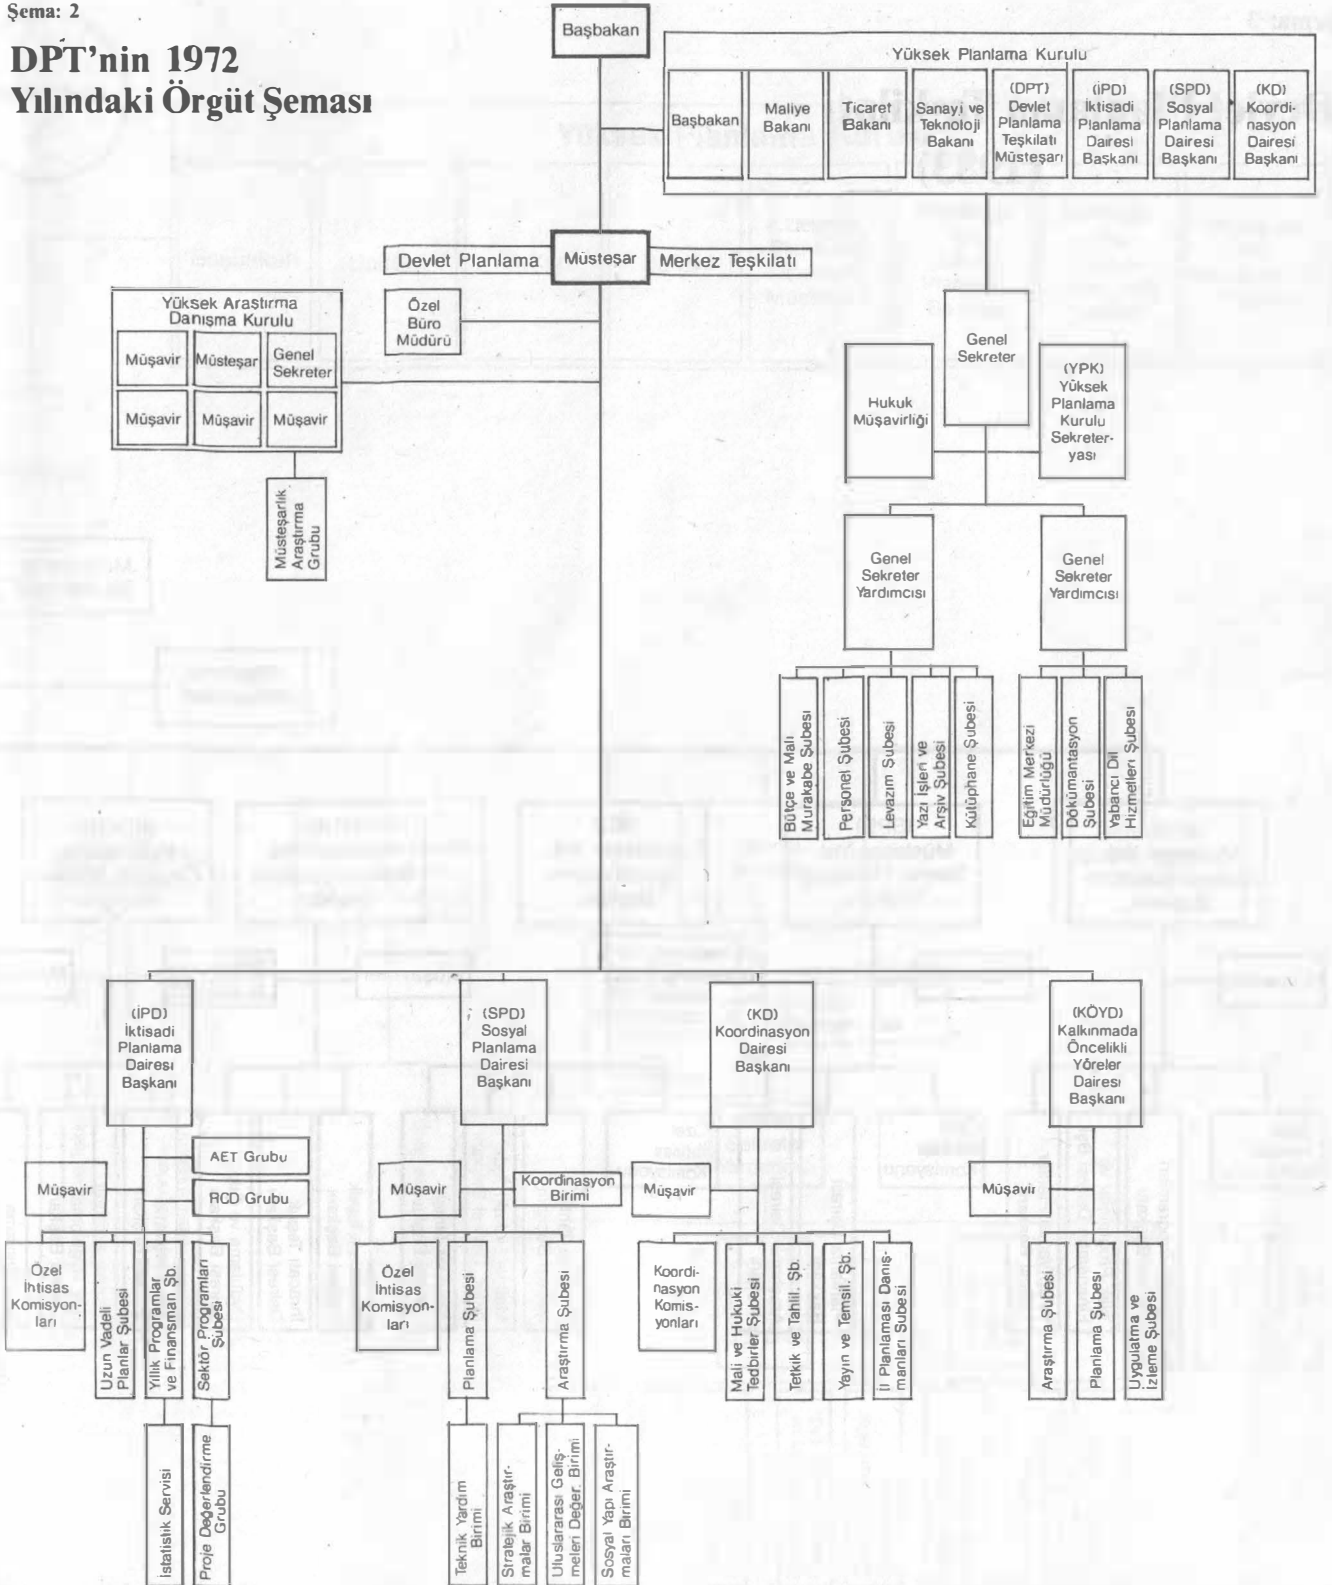 Şema: 2
DPT'nin 1972
Yılındaki Örgüt Şeması
Başbakan
Yüksek Planlama Kurulu
Başbakan
Maliye
Bakanı
Ticaret
Bakanı
Sanayi ve
Teknoloji
Bakanı
(DPT)
Devlet
Planlama
Teşkilatı
Müsteşarı
(İPD)
İktisadi
Planlama
Dairesi
Başkanı
(SPD)
Sosyal
Planlama
Dairesi
Başkanı
(KD)
Koordi-
nasyon
Dairesi
Başkanı
Devlet Planlama
Müsteşar
Merkez Teşkilatı
Özel
Büro
Müdürü
Yüksek Araştırma
Danışma Kurulu
Müşavir
Müsteşar
Genel
Sekreter
Müşavir
Müşavir
Müşavir
Müsteşarlık
Araştırma
Grubu
Genel
Sekreter
Hukuk
Müşavirliği
(YPK)
Yüksek
Planlama
Kurulu
Sekreter-
yası
Genel
Sekreter
Yardımcısı
Genel
Sekreter
Yardımcısı
Bütçe ve Malı
Murakabe Şubesı
Personel Şubesi
Levazım Şubesi
Yazı İşleri ve
Arşiv Şubesi
Kütüphane Şubesi
Eğitim Merkezi
Müdürlüğü
Dökümantasyon
Şubesi
Yabancı Dil
Hizmetleri Şubesi
(İPD)
İktisadi
Planlama
Dairesı
Başkanı
(SPD)
Sosyal
Planlama
Dairesi
Başkanı
(KD)
Koordinasyon
Dairesi
Başkanı
(KÖYD)
Kalkınmada
Öncelikli
Yöreler
Dairesı
Başkanı
AET Grubu
Müşavir
RCD Grubu
Müşavir
Koordinasyon
Birimi
Müşavir
Müşavir
Özel
İhtisas
Komisyon-
ları
Uzun Vadeli
Planlar Şubesi
Yıllık Programlar
ve Finansman Şb.
Sektör Programları
Şubesi
Özel
İhtisas
Komisyon-
ları
Planlama Şubesi
Araştırma Şubesı
Koordi-
nasyon
Komis-
yonları
Mali ve Hukuki
Tedbırler Şubesi
Tetkik ve Tahlil. Şb.
Yayın ve Temsil. Şb.
İl Planlaması Danış-
manları Subesi
Araştırma Şubesi
Planlama Şubesi
Uygulatma ve
İzleme Şubesi
İstatistik Servisi
Proje Değerlendirme
Grubu
Teknik Yardım
Birimi
Stratejik Araştır-
malar Birimi
Uluslararası Geliş-
meleri Değer. Birimi
Sosyal Yapı Araştır-
maları Birimi